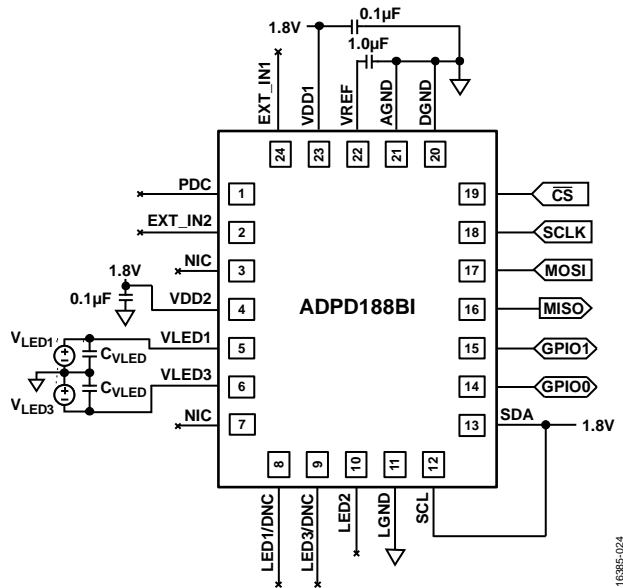 0.1µF
1.8V
1.0µF
EXT_IN1
VDD1
VREF
AGND
DGND
24
23
22
21
20
PDC
1
19
CS
EXT_IN2
2
18
SCLK
NIC
3
17
MOSI
1.8V
0.1µF
VDD2
4
ADPD188BI
16
MISO
VLED1
VLED1
5
15
GPIO1
CVLED
CVLED
VLED3
6
14
GPIO0
VLED3
NIC
7
13
SDA
1.8V
8
9
10
11
12
LED1/DNC
LED3/DNC
LED2
LGND
SCL
16385-024